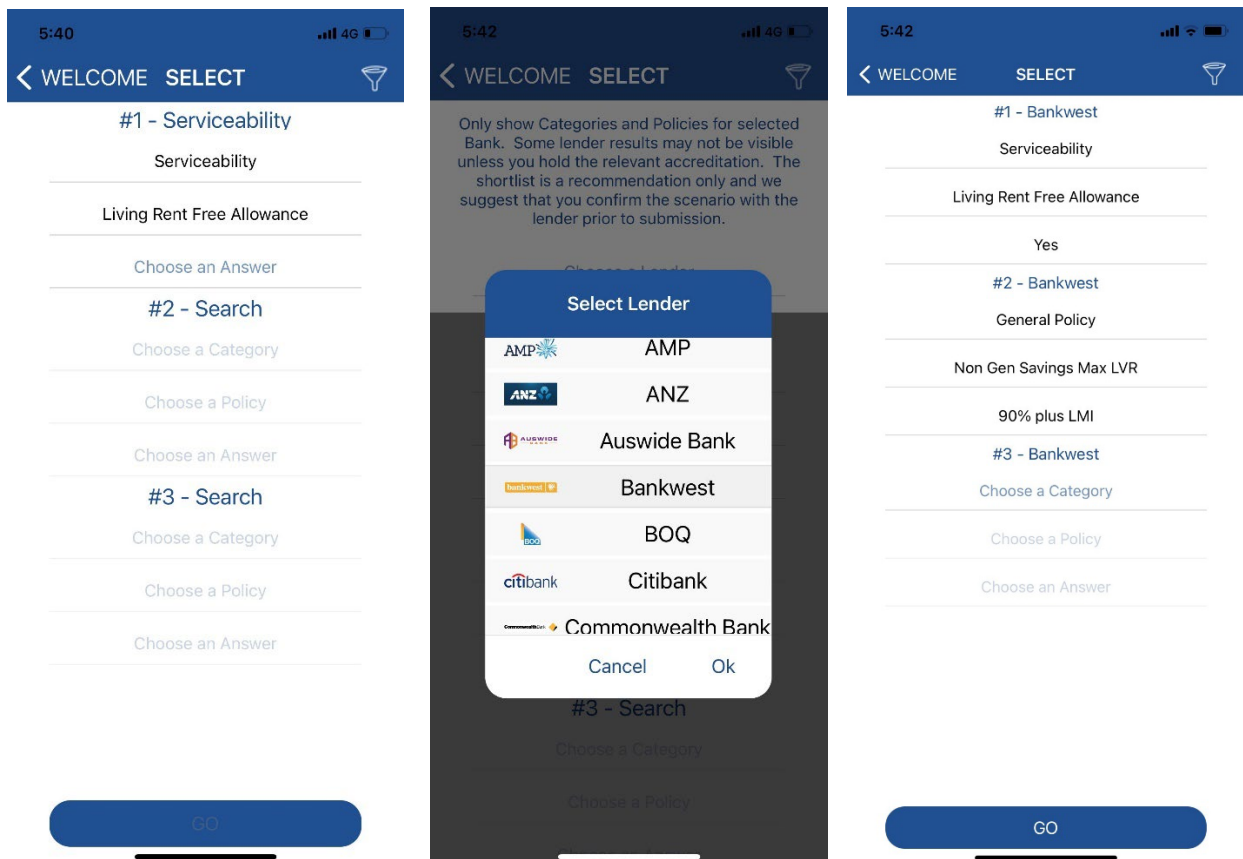 5:40
4G
WELCOME SELECT
#1 - Serviceability
Serviceability
Living Rent Free Allowance
Choose an Answer
#2 - Search
Choose a Category
Choose a Policy
Choose an Answer
#3 - Search
Choose a Category
Choose a Policy
Choose an Answer
GO
5:42
4G
WELCOME SELECT
Only show Categories and Policies for selected
Bank. Some lender results may not be visible
unless you hold the relevant accreditation. The
shortlist is a recommendation only and we
suggest that you confirm the scenario with the
lender prior to submission.
Choose a Lender
Select Lender
AMP AMP
ANZ ANZ
AUSWIDE BANK Auswide Bank
bankwest Bankwest
BOQ BOQ
citibank Citibank
CommonwealthBank Commonwealth Bank
Cancel Ok
#3 - Search
Choose a Category
Choose a Policy
Choose an Answer
5:42
WELCOME SELECT
#1 - Bankwest
Serviceability
Living Rent Free Allowance
Yes
#2 - Bankwest
General Policy
Non Gen Savings Max LVR
90% plus LMI
#3 - Bankwest
Choose a Category
Choose a Policy
Choose an Answer
GO